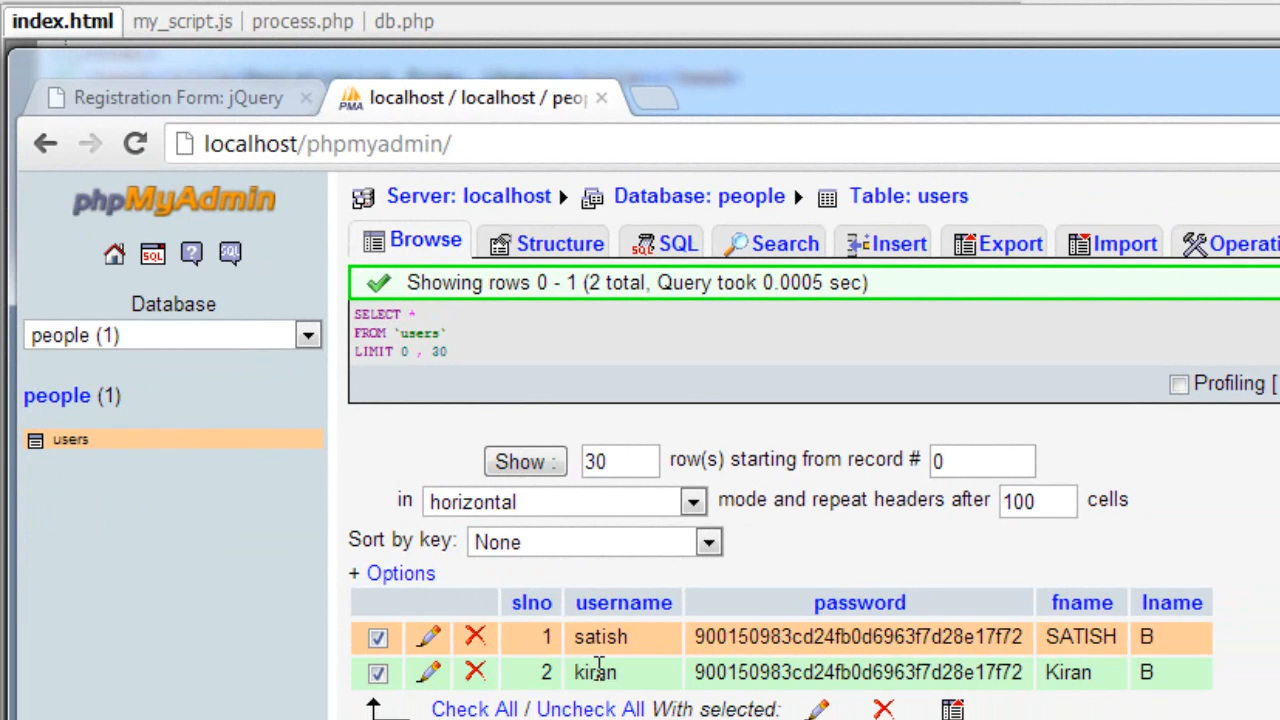 index.html my_script.js process.php db.php
Registration Form: jQuery localhost / localhost / peop
localhost/phpmyadmin/
phpMyAdmin
Server: localhost Database: people Table: users
Browse Structure SQL Search Insert Export Import Operati
SQL ? SQL
Database
Showing rows 0 - 1 (2 total, Query took 0.0005 sec)
people (1)
SELECT *
FROM `users`
LIMIT 0 , 30
Profiling [
people (1)
users
Show : 30 row(s) starting from record # 0
in horizontal mode and repeat headers after 100 cells
Sort by key: None
+ Options
slno username password fname lname
1 satish 900150983cd24fb0d6963f7d28e17f72 SATISH B
2 kiran 900150983cd24fb0d6963f7d28e17f72 Kiran B
Check All / Uncheck All With selected: